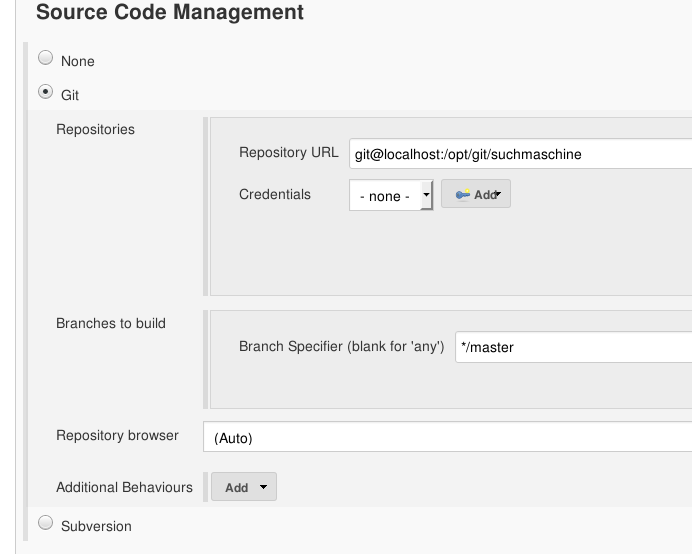 Source Code Management
None
Git
Repositories
Repository URL git@localhost:/opt/git/suchmaschine
Credentials - none - Add
Branches to build
Branch Specifier (blank for 'any') */master
Repository browser (Auto)
Additional Behaviours Add
Subversion